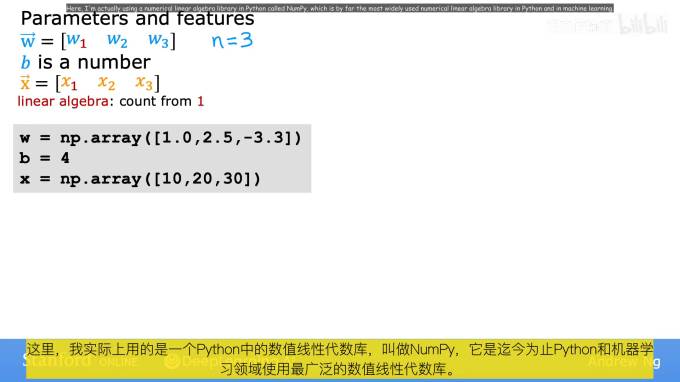 Here, I'm actually using a numerical linear algebra library in Python called NumPy, which is by far the most widely used numerical linear algebra library in Python and in machine learning.
Parameters and features
w = [w1 w2 w3] n=3
b is a number
x = [x1 x2 x3]
linear algebra: count from 1
w = np.array([1.0,2.5,-3.3])
b = 4
x = np.array([10,20,30])
bilibili
这里，我实际上用的是一个Python中的数值线性代数库，叫做NumPy，它是迄今为止Python和机器学
习领域使用最广泛的数值线性代数库。
Stanford ONLINE Andrew Ng